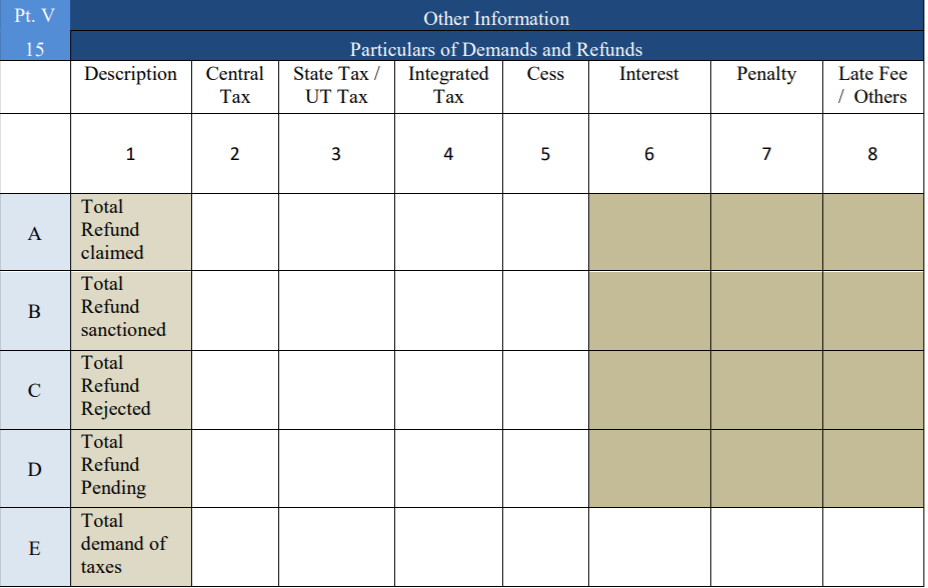 Pt. V
Other Information
15
Particulars of Demands and Refunds
Description
Central
Tax
State Tax /
UT Tax
Integrated
Tax
Cess
Interest
Penalty
Late Fee
/ Others
1
2
3
4
5
6
7
8
A
Total
Refund
claimed
B
Total
Refund
sanctioned
C
Total
Refund
Rejected
D
Total
Refund
Pending
E
Total
demand of
taxes